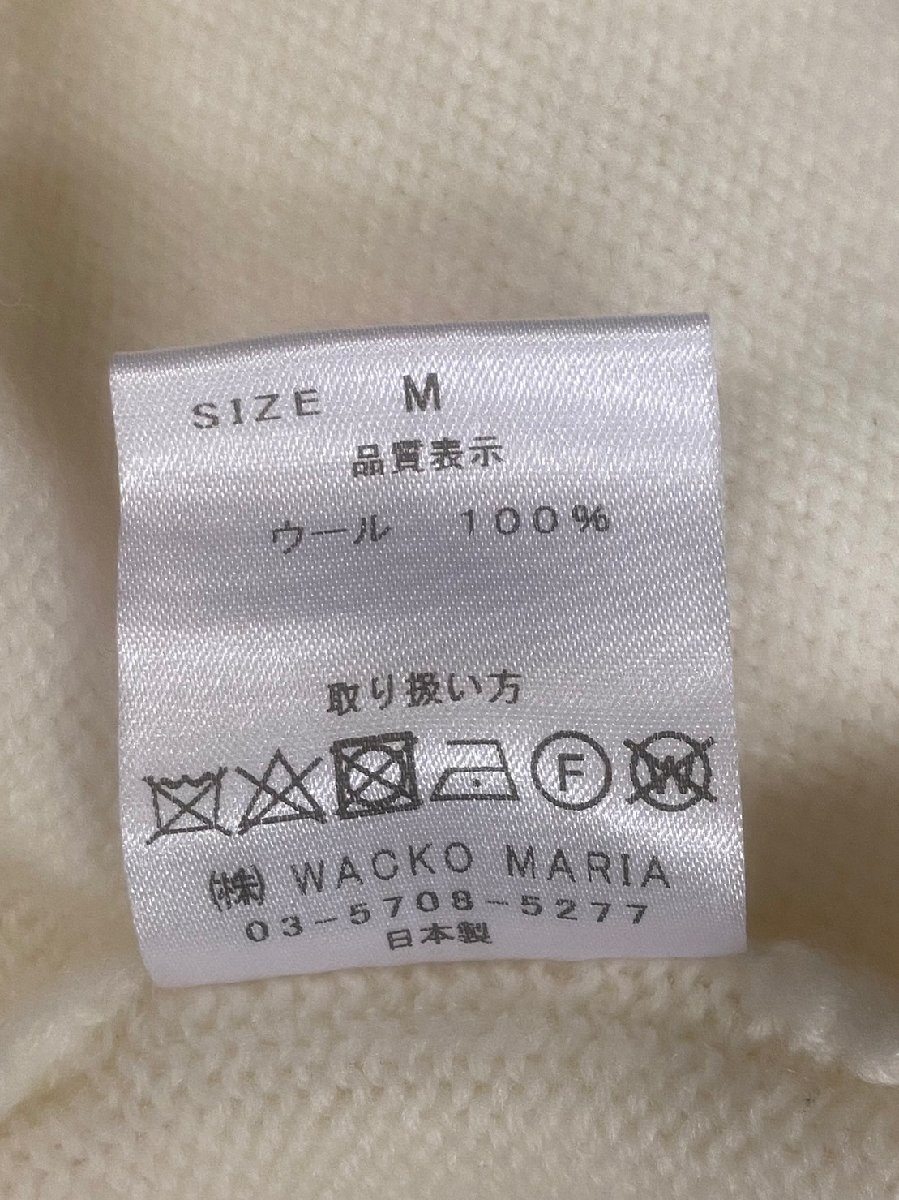 SIZE M
品質表示
ウール 100%
取り扱い方
F W
㈱ WACKO MARIA
03-5708-5277
日本製